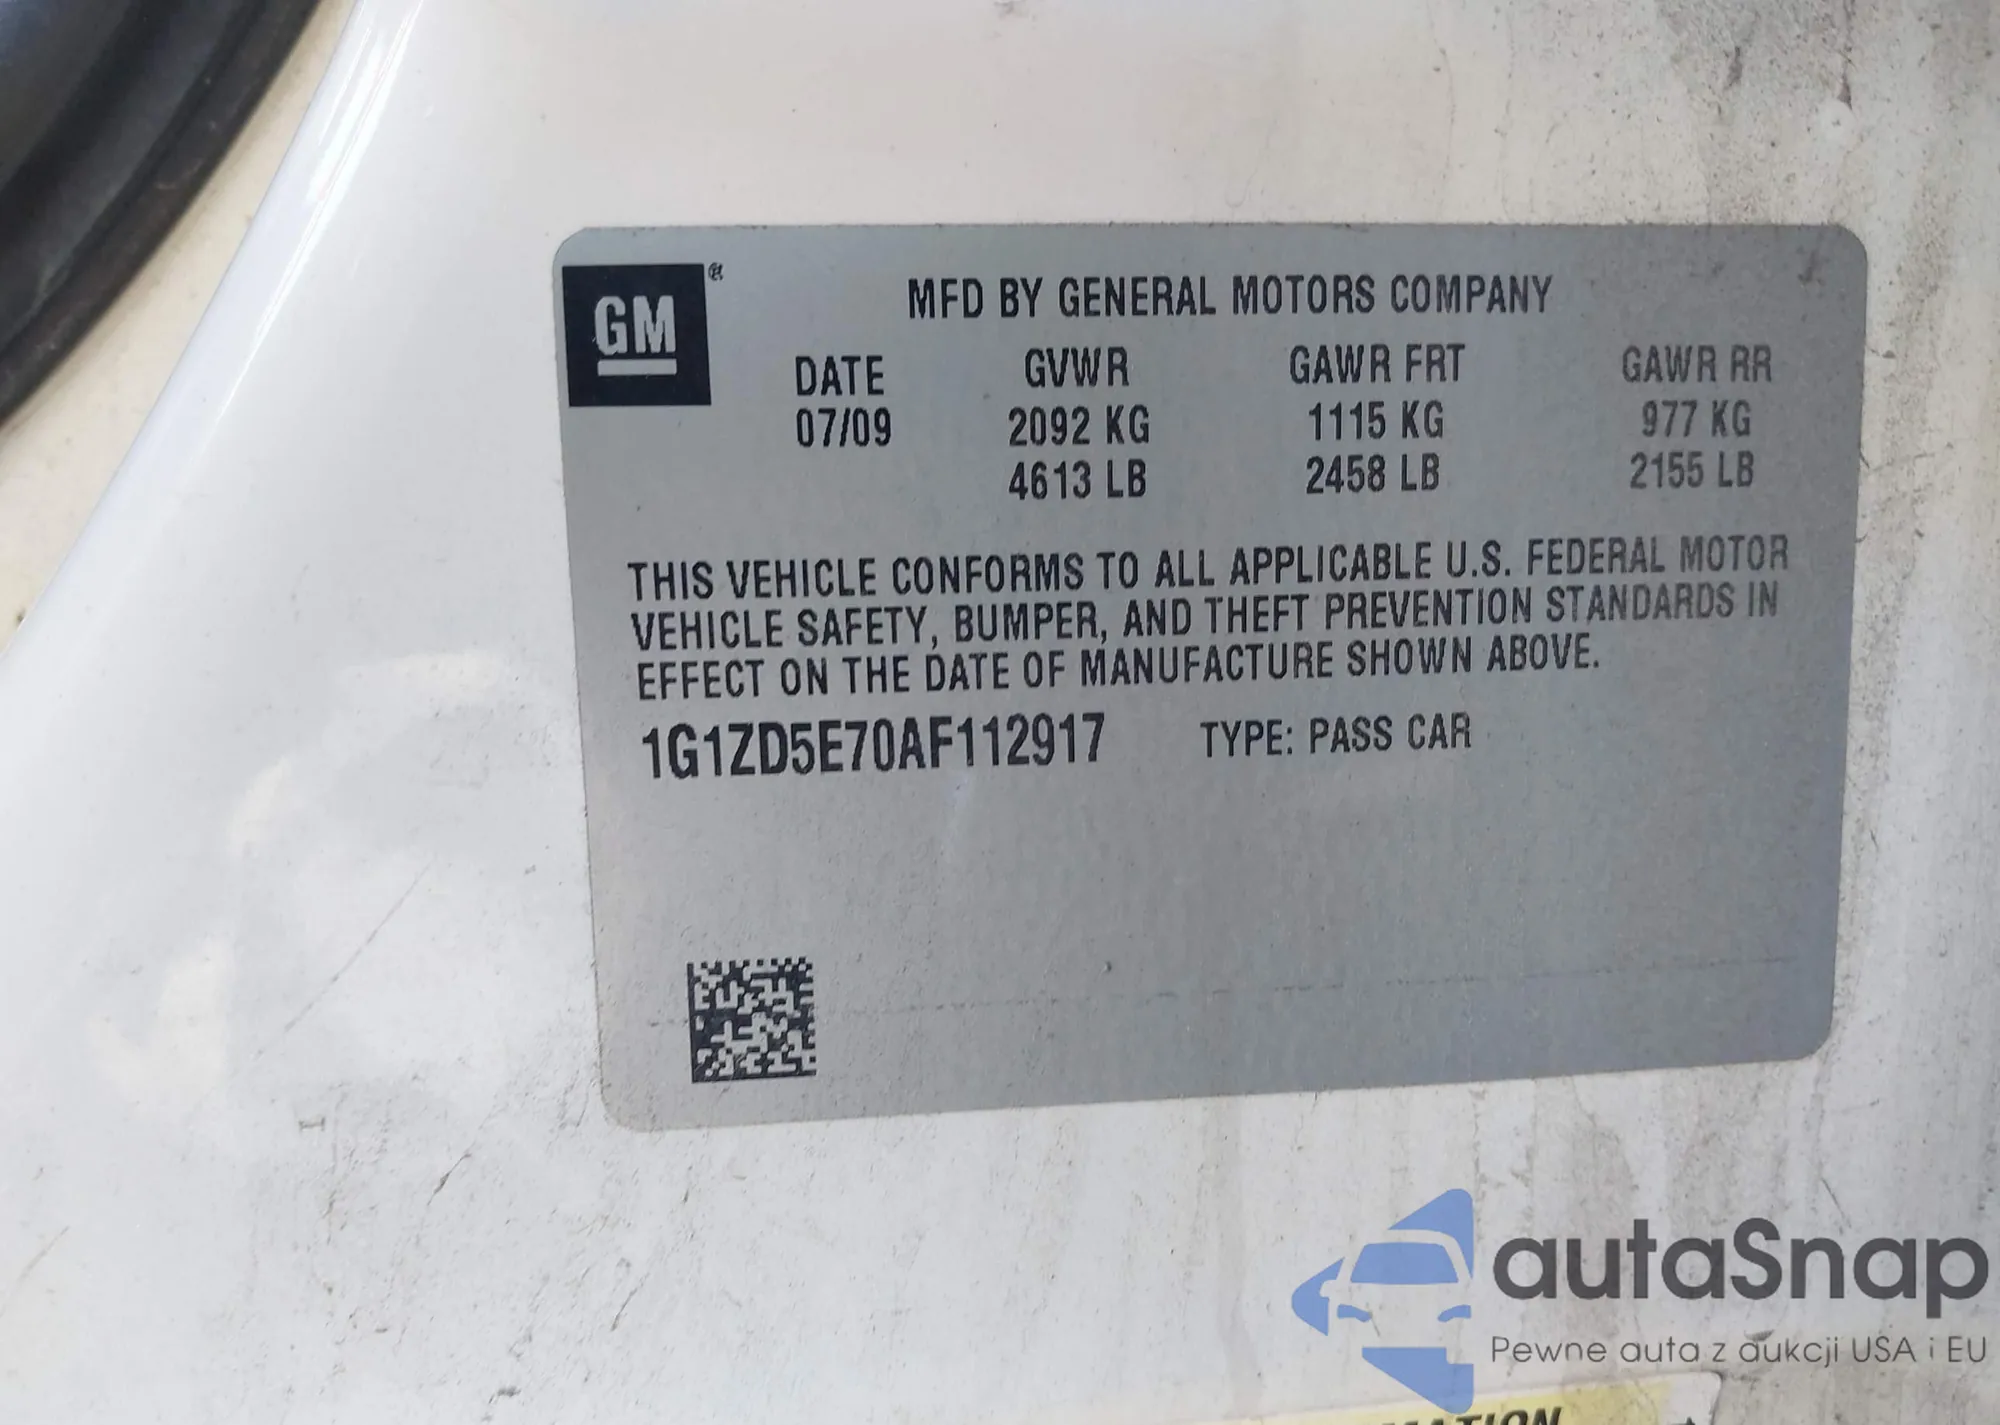 GM ®
MFD BY GENERAL MOTORS COMPANY
DATE GVWR GAWR FRT GAWR RR
07/09 2092 KG 1115 KG 977 KG
4613 LB 2458 LB 2155 LB
THIS VEHICLE CONFORMS TO ALL APPLICABLE U.S. FEDERAL MOTOR
VEHICLE SAFETY, BUMPER, AND THEFT PREVENTION STANDARDS IN
EFFECT ON THE DATE OF MANUFACTURE SHOWN ABOVE.
1G1ZD5E70AF112917 TYPE: PASS CAR
autaSnap
Pewne auta z aukcji USA i EU